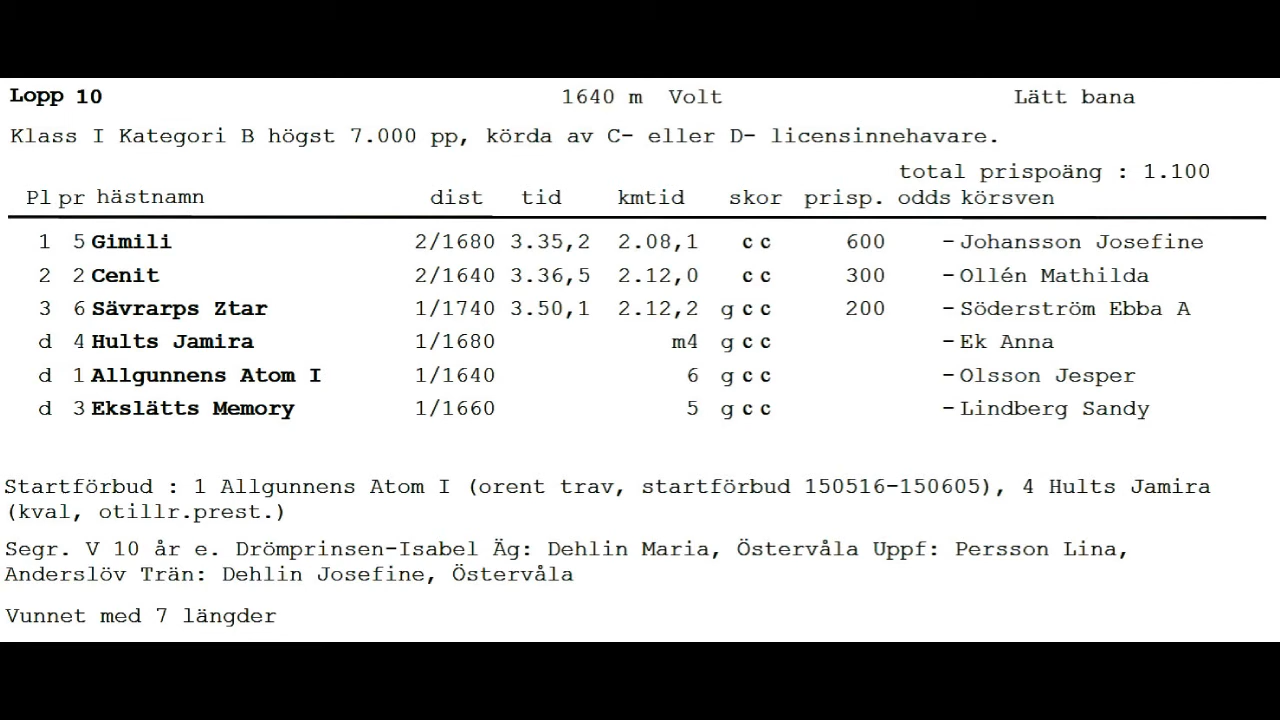 Lopp 10 1640 m Volt Lätt bana
Klass I Kategori B högst 7.000 pp, körda av C- eller D- licensinnehavare.
total prispoäng : 1.100
Pl pr hästnamn dist tid kmtid skor prisp. odds körsven
1 5 Gimili 2/1680 3.35,2 2.08,1 c c 600 - Johansson Josefine
2 2 Cenit 2/1640 3.36,5 2.12,0 c c 300 - Ollén Mathilda
3 6 Sävrarps Ztar 1/1740 3.50,1 2.12,2 g c c 200 - Söderström Ebba A
d 4 Hults Jamira 1/1680 m4 g c c - Ek Anna
d 1 Allgunnens Atom I 1/1640 6 g c c - Olsson Jesper
d 3 Ekslätts Memory 1/1660 5 g c c - Lindberg Sandy
Startförbud : 1 Allgunnens Atom I (orent trav, startförbud 150516-150605), 4 Hults Jamira
(kval, otillr.prest.)
Segr. V 10 år e. Drömprinsen-Isabel Äg: Dehlin Maria, Östervåla Uppf: Persson Lina,
Anderslöv Trän: Dehlin Josefine, Östervåla
Vunnet med 7 längder